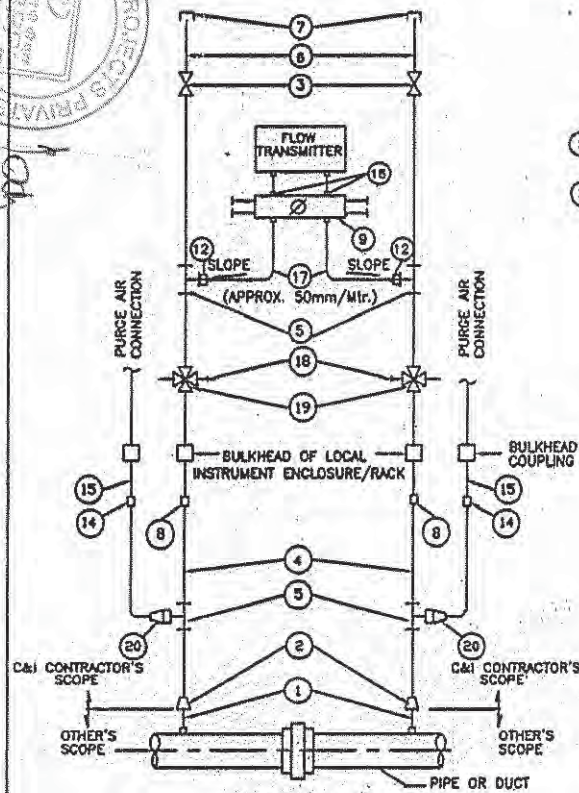 PROJECTS PRIVATE
7
6
3
FLOW
TRANSMITTER
16
9
12
SLOPE
17
SLOPE
12
(APPROX. 50mm/Mtr.)
5
PURGE AIR
CONNECTION
PURGE AIR
CONNECTION
18
19
BULKHEAD OF LOCAL
INSTRUMENT ENCLOSURE/RACK
BULKHEAD
COUPLING
15
14
8
8
15
14
4
5
20
20
2
C&I CONTRACTOR'S
SCOPE
C&I CONTRACTOR'S
SCOPE
1
OTHER'S
SCOPE
OTHER'S
SCOPE
PIPE OR DUCT